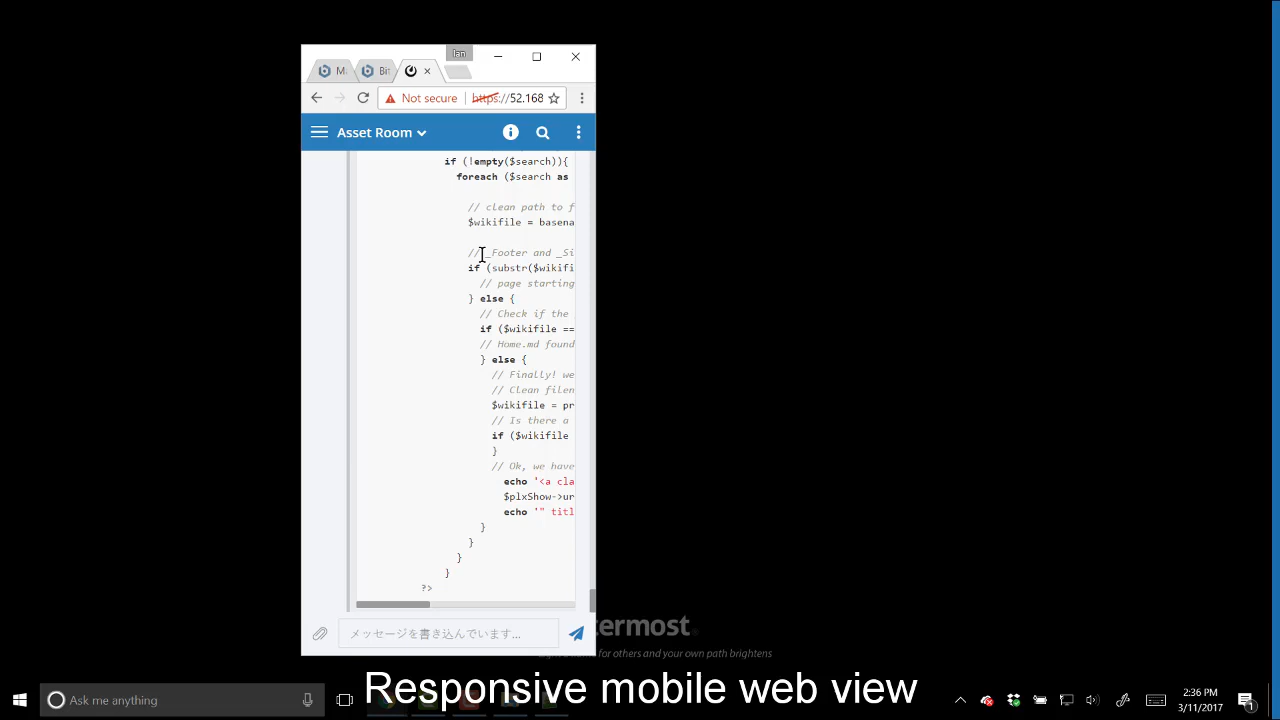 Ian
Ma
Bit
Not secure https://52.168
Asset Room
if (!empty($search)){
foreach ($search as
// clean path to f
$wikifile = basena
// _Footer and _Si
if (substr($wikifi
// page starting
} else {
// Check if the
if ($wikifile ==
// Home.md found
} else {
// Finally! we
// Clean filen
$wikifile = pr
// Is there a
if ($wikifile
}
// Ok, we have
echo '<a cla
$plxShow->ur
echo '" titl
}
}
}
}
?>
メッセージを書き込んでいます...
termost
for others and your own path brightens
Responsive mobile web view
Ask me anything
2:36 PM
3/11/2017
1